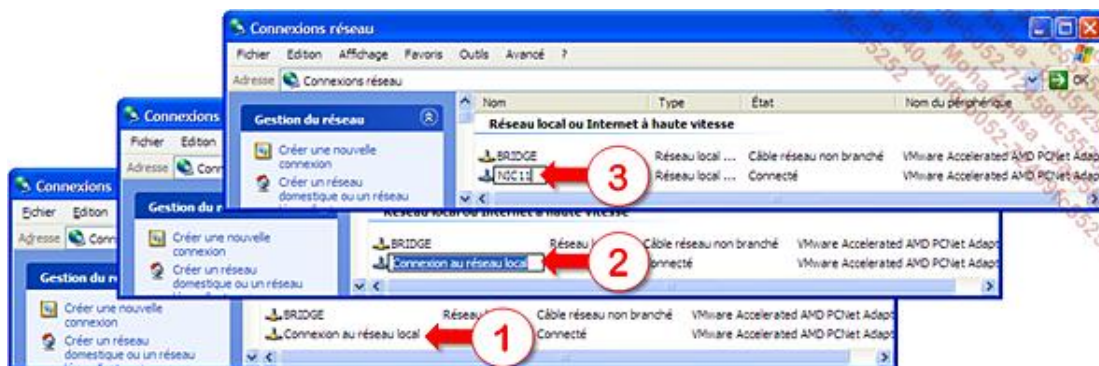 Connexions réseau
Fichier Edition Affichage Favoris Outils Avancé ?
Adresse Connexions réseau OK
Nom Type État Nom du périphérique
Gestion du réseau
Réseau local ou Internet à haute vitesse
Créer une nouvelle connexion
Créer un réseau domestique ou un réseau
BRIDGE Réseau local ... Câble réseau non branché VMware Accelerated AMD PCNet Adap
NIC11 Réseau local ... Connecté VMware Accelerated AMD PCNet Adap
3
Connexions
Fichier Edition
Adresse Conn
Gestion du r
Réseau local ou Internet à haute vitesse
Créer une nouvelle connexion
Créer un réseau domestique ou un réseau
BRIDGE Réseau l Câble réseau non branché VMware Accelerated AMD PCNet Adapt
Connexion au réseau local onnecté VMware Accelerated AMD PCNet Adapt
2
Connexions
Fichier Edition
Adresse Conn
Gestion du r
Créer une nouvelle connexion
Créer un réseau domestique ou un réseau
BRIDGE Réseau Câble réseau non branché VMware Accelerated AMD PCNet Adapt
Connexion au réseau local Connecté VMware Accelerated AMD PCNet Adapt
1